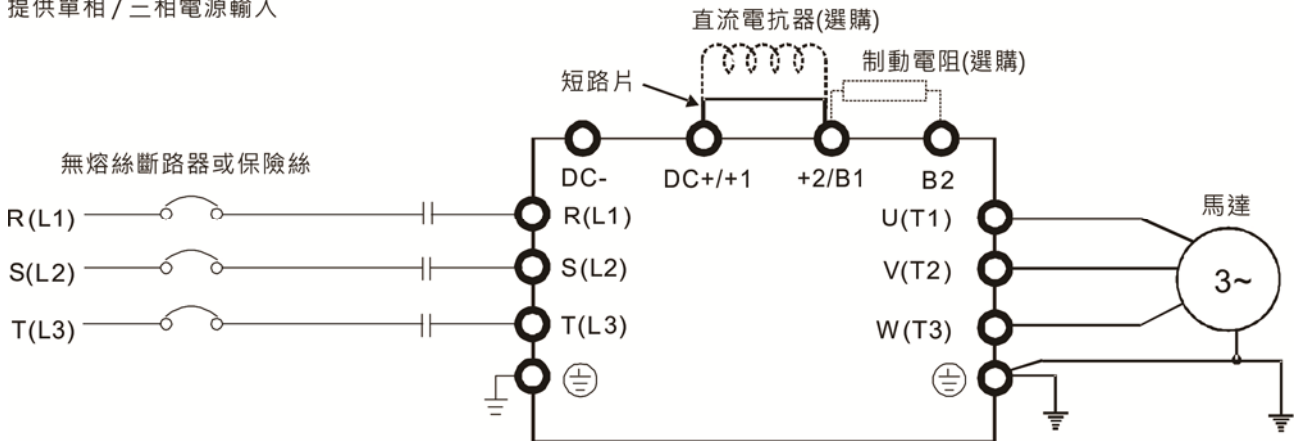 提供單相/三相電源輸入
直流電抗器(選購)
制動電阻(選購)
短路片
無熔絲斷路器或保險絲
DC- DC+/+1 +2/B1 B2
R(L1) R(L1) U(T1) 馬達
S(L2) S(L2) V(T2) 3~
T(L3) T(L3) W(T3)